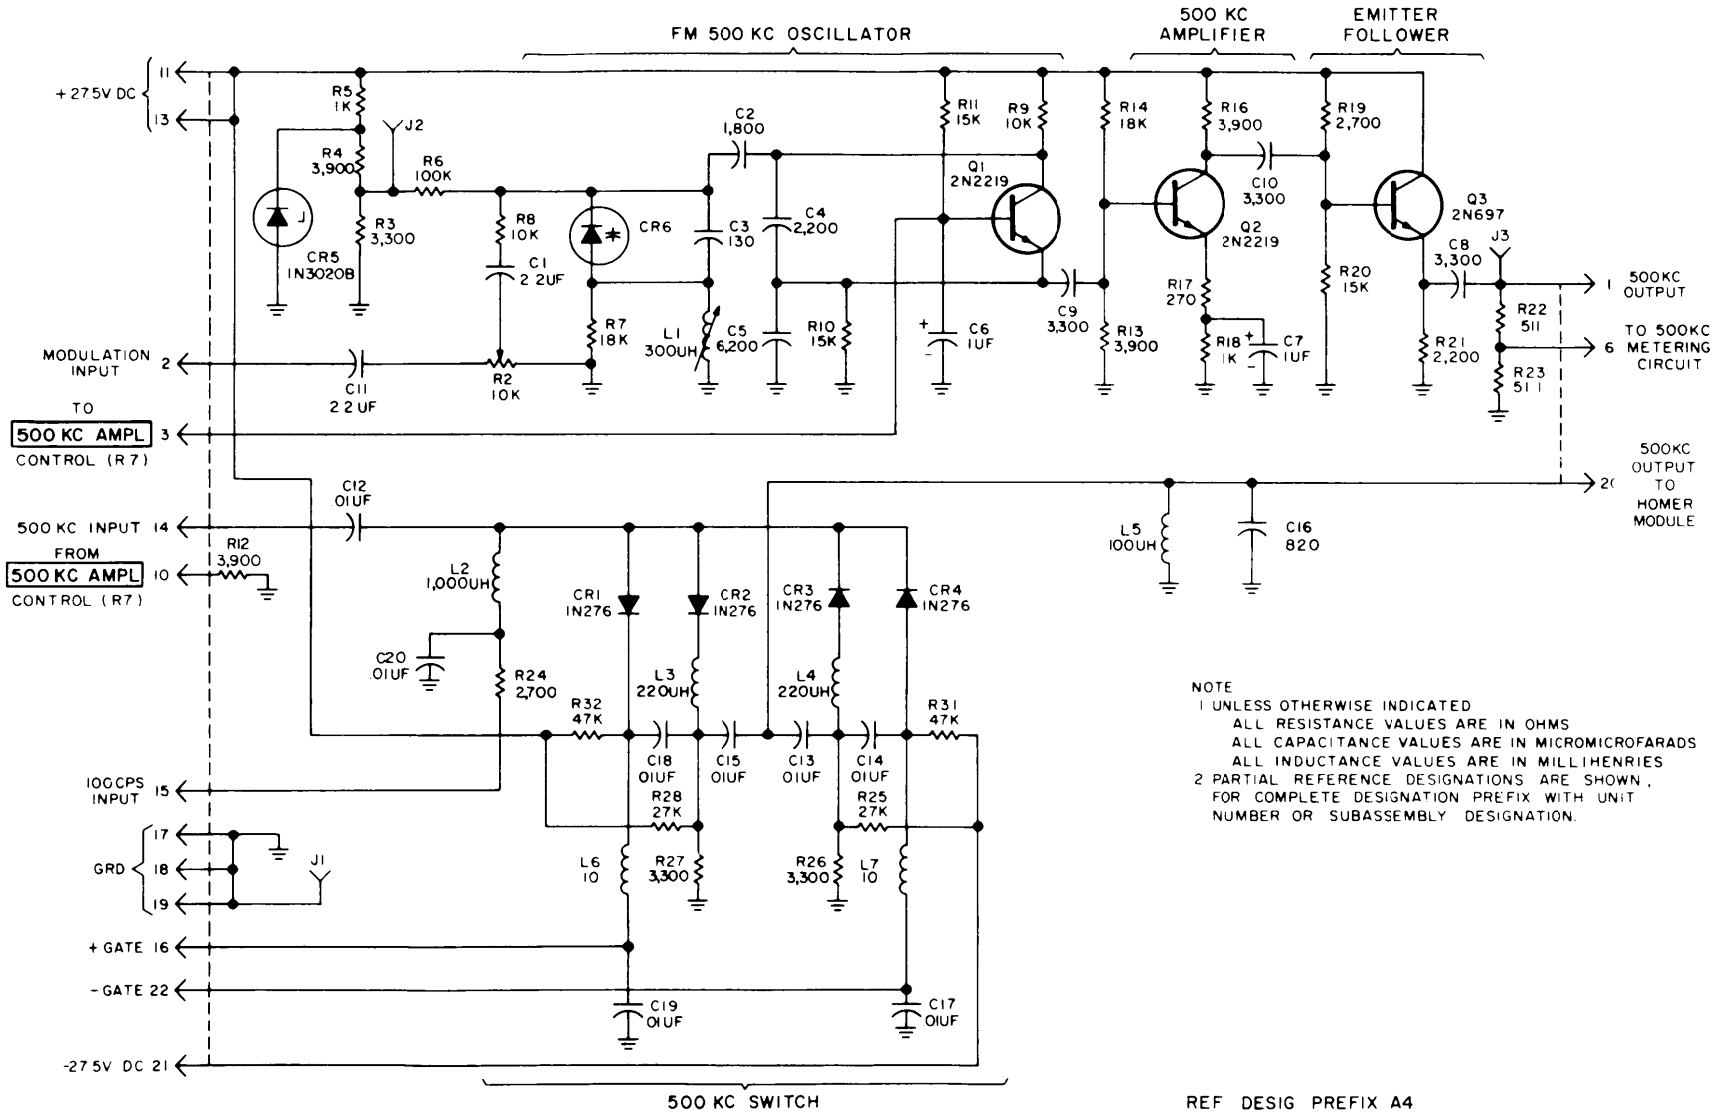 FM 500 KC OSCILLATOR
500 KC
AMPLIFIER
EMITTER
FOLLOWER
+ 27.5V DC
11
13
R5
1K
J2
R4
3,900
R6
100K
R3
3,300
J
CR5
1N3020B
R8
10K
C1
2 2UF
CR6
*
C2
1,800
C3
130
C4
2,200
R11
15K
R9
10K
Q1
2N2219
R14
18K
R16
3,900
C10
3,300
Q2
2N2219
R19
2,700
Q3
2N697
C8
3,300
J3
1
500KC
OUTPUT
R7
18K
L1
300UH
C5
6,200
R10
15K
+
-
C6
1UF
C9
3,300
R13
3,900
R17
270
R18
1K
+
-
C7
1UF
R20
15K
R21
2,200
R22
511
R23
511
6
TO 500KC
METERING
CIRCUIT
MODULATION
INPUT
2
C11
2 2UF
R2
10K
TO
500 KC AMPL
3
CONTROL (R7)
500KC
OUTPUT
TO
HOMER
MODULE
L5
100UH
C16
820
C12
.01UF
500 KC INPUT 14
FROM
500 KC AMPL
10
CONTROL (R7)
R12
3,900
L2
1,000UH
CR1
1N276
CR2
1N276
CR3
1N276
CR4
1N276
C20
.01UF
R24
2,700
L3
220UH
L4
220UH
R32
47K
R31
47K
C18
01UF
C15
01UF
C13
01UF
C14
01UF
INPUT
15
R28
27K
R25
27K
L6
10
R27
3,300
R26
3,300
L7
10
GRD
17
18
19
J1
+ GATE 16
- GATE 22
C19
01UF
C17
01UF
-27 5V DC 21
500 KC SWITCH
NOTE
1 UNLESS OTHERWISE INDICATED
ALL RESISTANCE VALUES ARE IN OHMS
ALL CAPACITANCE VALUES ARE IN MICROMICROFARADS
ALL INDUCTANCE VALUES ARE IN MILLIHENRIES
2 PARTIAL REFERENCE DESIGNATIONS ARE SHOWN,
FOR COMPLETE DESIGNATION PREFIX WITH UNIT
NUMBER OR SUBASSEMBLY DESIGNATION.
REF DESIG PREFIX A4